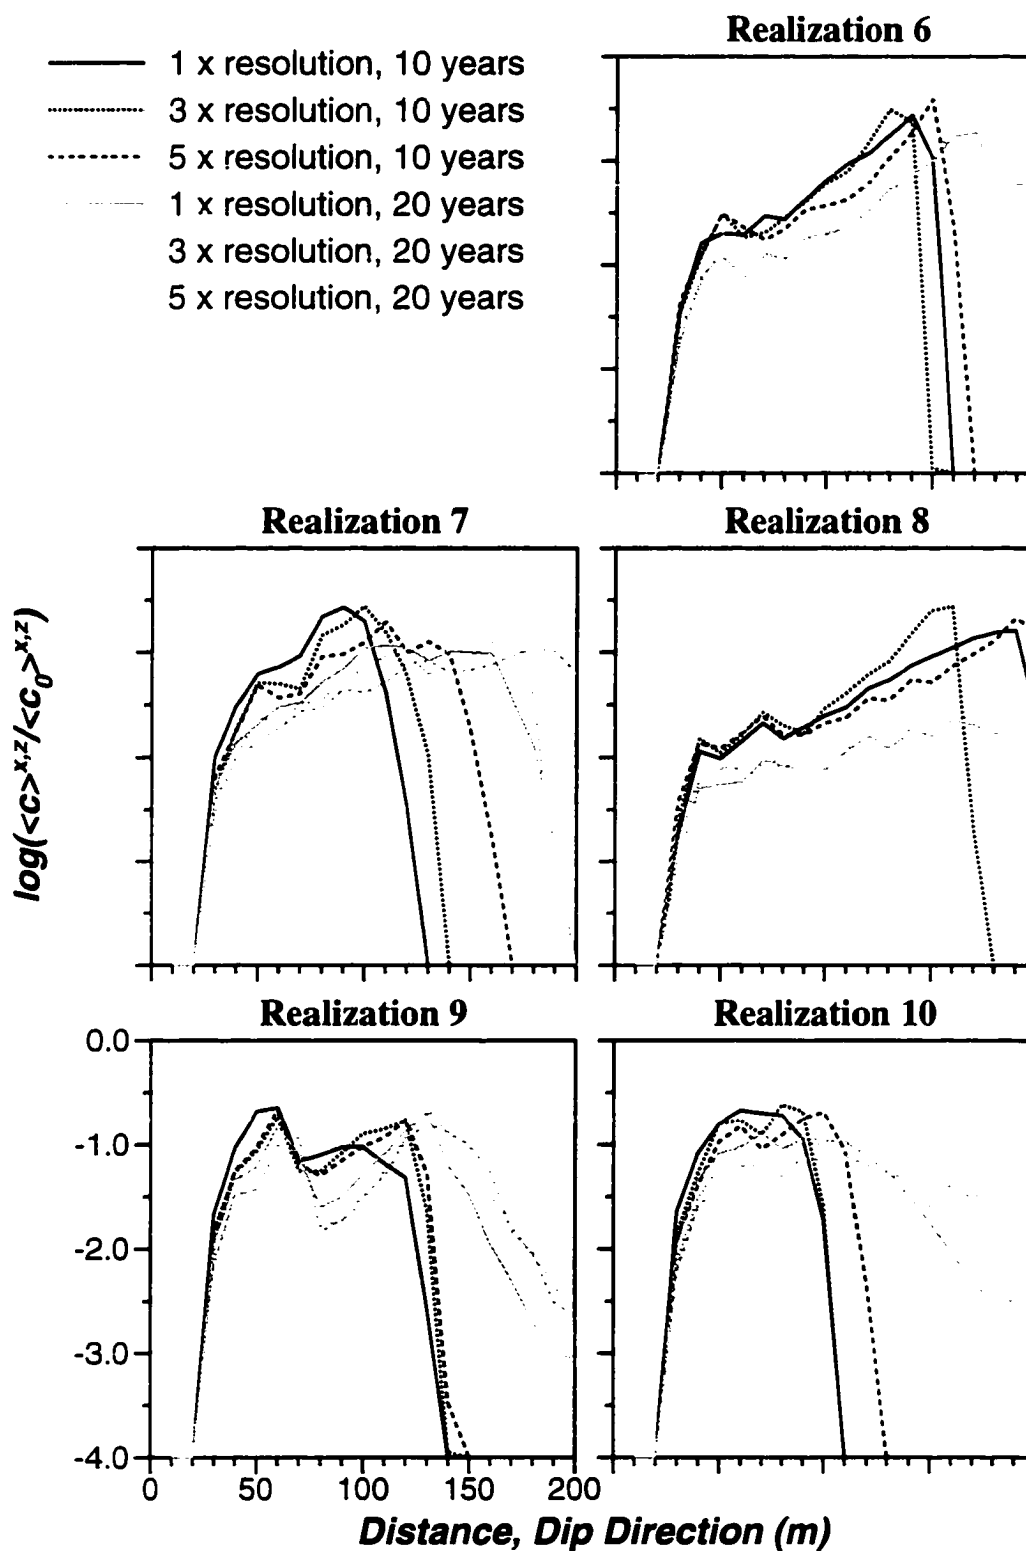 Realization 6
1 x resolution, 10 years
3 x resolution, 10 years
5 x resolution, 10 years
1 x resolution, 20 years
3 x resolution, 20 years
5 x resolution, 20 years
Realization 7
Realization 8
log(<c>^x,z/<c_0>^x,z)
Realization 9
Realization 10
0.0
-1.0
-2.0
-3.0
-4.0
0 50 100 150 200
Distance, Dip Direction (m)